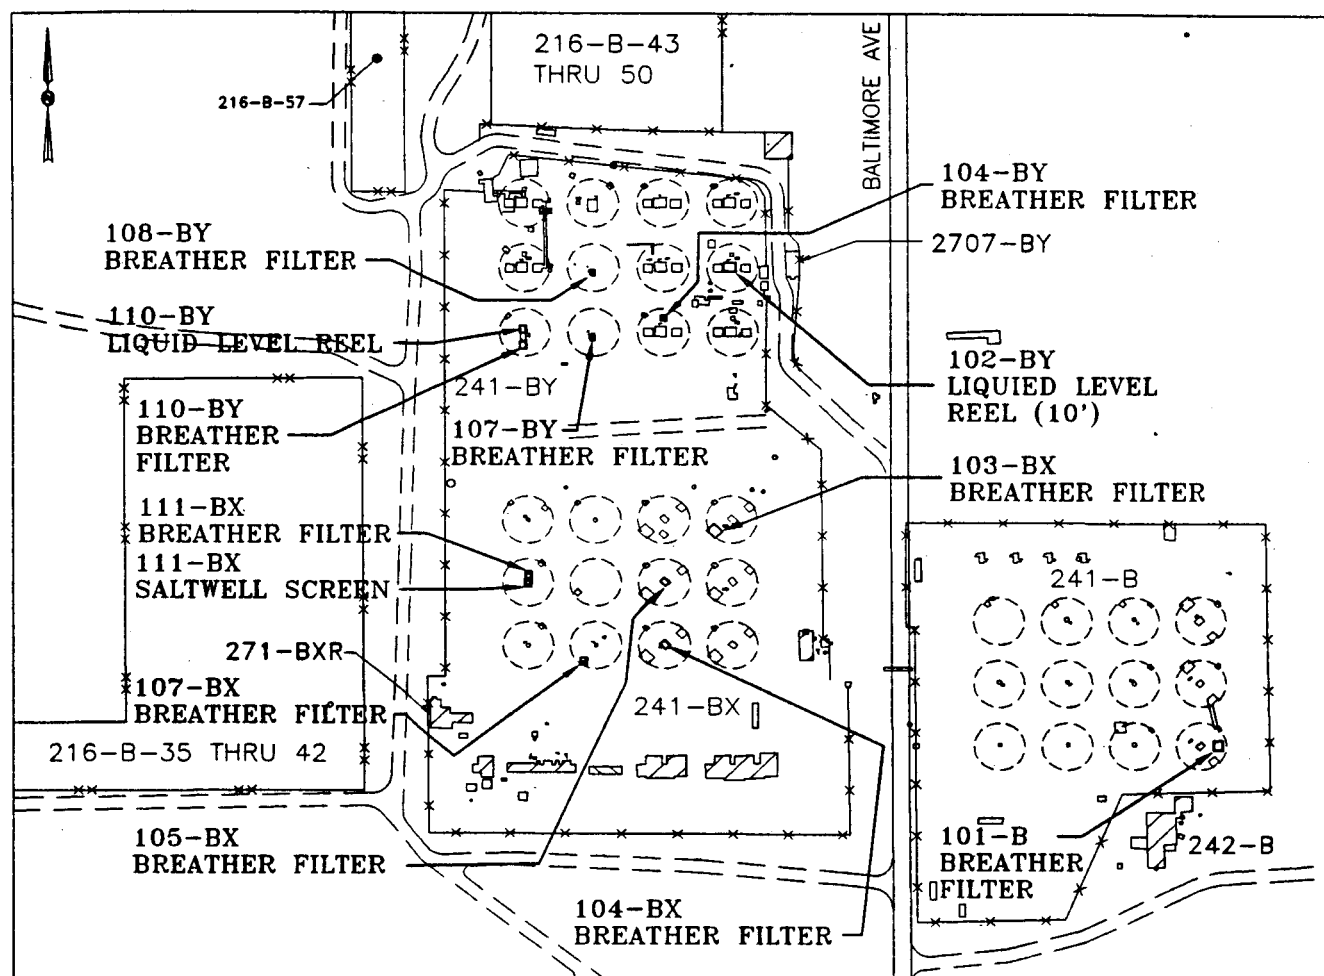 216-B-43
THRU 50
BALTIMORE AVE
216-B-57
104-BY
BREATHER FILTER
2707-BY
108-BY
BREATHER FILTER
110-BY
LIQUID LEVEL REEL
102-BY
LIQUIED LEVEL
REEL (10')
241-BY
110-BY
BREATHER
FILTER
107-BY
BREATHER FILTER
103-BX
BREATHER FILTER
111-BX
BREATHER FILTER
111-BX
SALTWELL SCREEN
241-B
271-BXR
107-BX
BREATHER FILTER
241-BX
216-B-35 THRU 42
105-BX
BREATHER FILTER
101-B
BREATHER
FILTER
242-B
104-BX
BREATHER FILTER